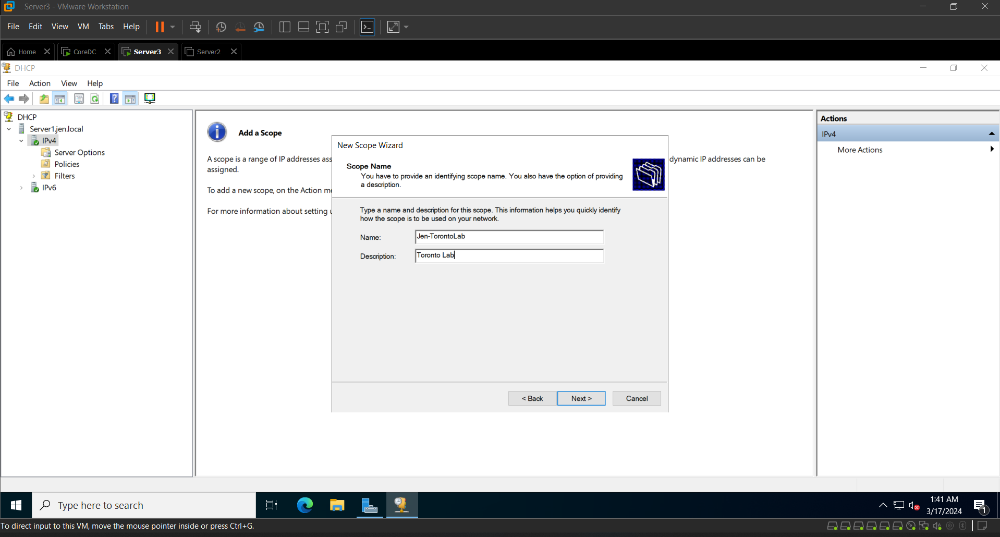 Server3 - VMware Workstation
File Edit View VM Tabs Help
Home CoreDC Server3 Server2
DHCP
File Action View Help
DHCP
Server1.jen.local
IPv4
Server Options
Policies
Filters
IPv6
Add a Scope
A scope is a range of IP addresses ass
dynamic IP addresses can be
assigned.
To add a new scope, on the Action me
For more information about setting u
New Scope Wizard
Scope Name
You have to provide an identifying scope name. You also have the option of providing
a description.
Type a name and description for this scope. This information helps you quickly identify
how the scope is to be used on your network.
Name: Jen-TorontoLab
Description: Toronto Lab
< Back Next > Cancel
Actions
IPv4
More Actions
Type here to search
1:41 AM
3/17/2024
1
To direct input to this VM, move the mouse pointer inside or press Ctrl+G.